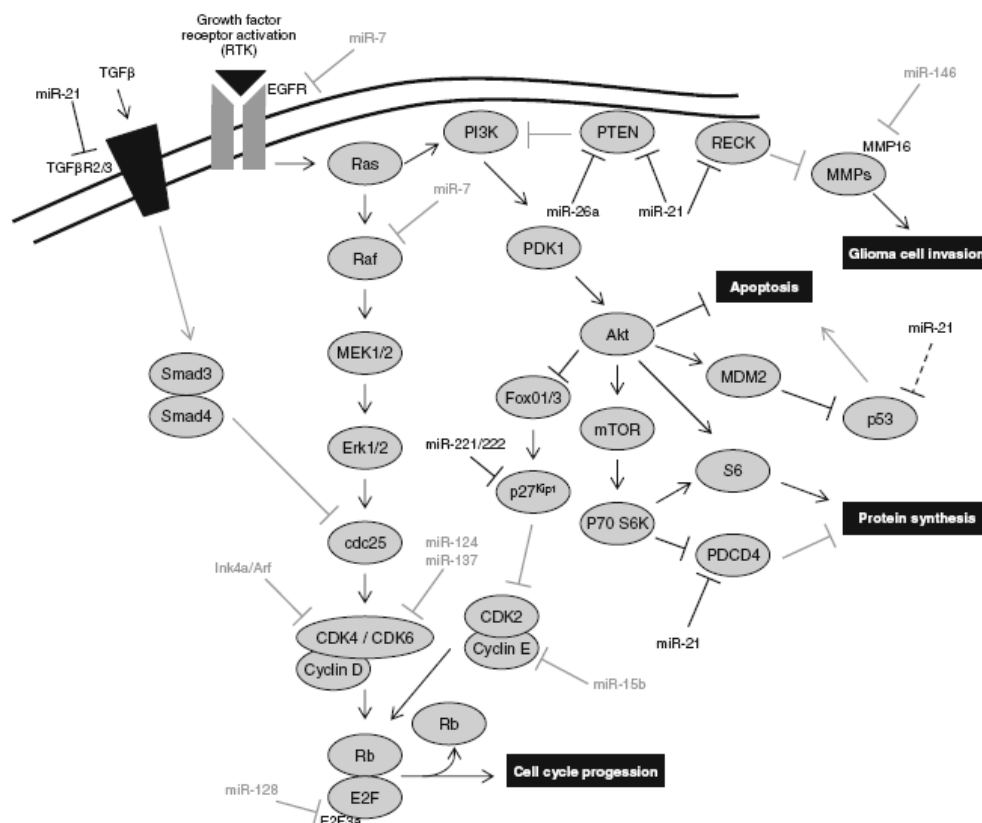 Growth factor
receptor activation
(RTK)
miR-7
TGFβ
EGFR
miR-21
miR-146
TGFβR2/3
PI3K
PTEN
RECK
MMP16
MMPs
Ras
miR-7
miR-26a
miR-21
Raf
PDK1
Glioma cell invasion
Apoptosis
miR-21
Akt
MEK1/2
MDM2
Smad3
Smad4
Fox01/3
p53
mTOR
miR-221/222
Erk1/2
S6
p27Kip1
P70 S6K
Protein synthesis
cdc25
miR-124
miR-137
PDCD4
Ink4a/Arf
CDK2
Cyclin E
CDK4 / CDK6
Cyclin D
miR-21
miR-15b
Rb
Rb
Cell cycle progession
miR-128
E2F
E2F3a